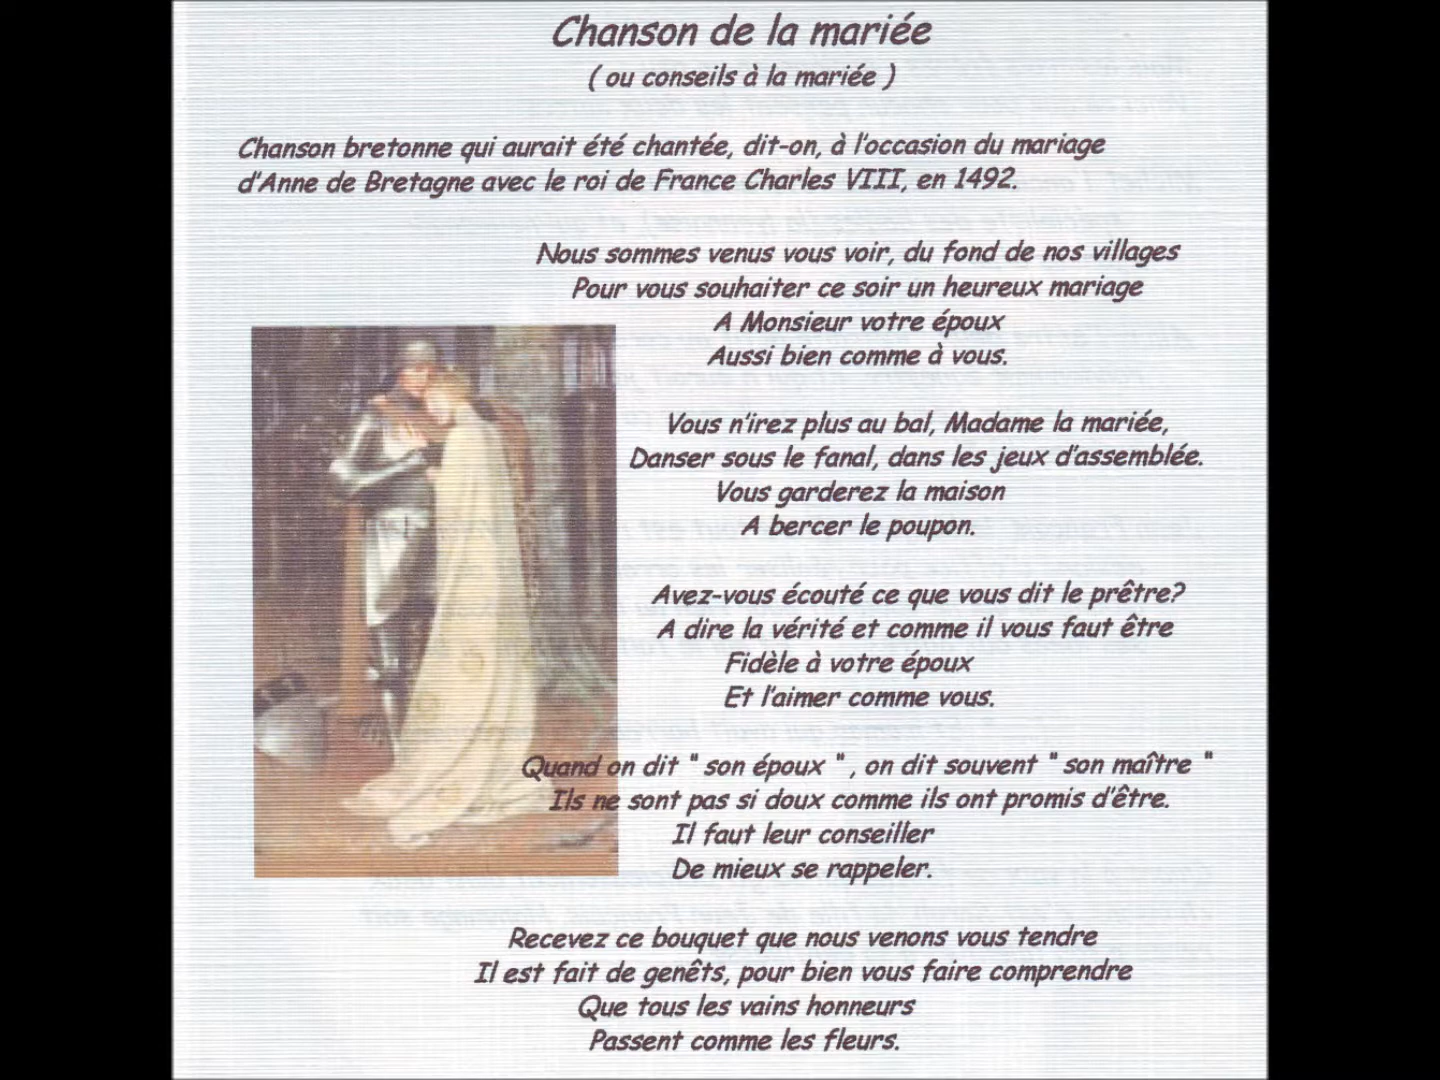 Chanson de la mariée
( ou conseils à la mariée )
Chanson bretonne qui aurait été chantée, dit-on, à l'occasion du mariage
d'Anne de Bretagne avec le roi de France Charles VIII, en 1492.
Nous sommes venus vous voir, du fond de nos villages
Pour vous souhaiter ce soir un heureux mariage
A Monsieur votre époux
Aussi bien comme à vous.
Vous n'irez plus au bal, Madame la mariée,
Danser sous le fanal, dans les jeux d'assemblée.
Vous garderez la maison
A bercer le poupon.
Avez-vous écouté ce que vous dit le prêtre?
A dire la vérité et comme il vous faut être
Fidèle à votre époux
Et l'aimer comme vous.
Quand on dit " son époux " , on dit souvent " son maître "
Ils ne sont pas si doux comme ils ont promis d'être.
Il faut leur conseiller
De mieux se rappeler.
Recevez ce bouquet que nous venons vous tendre
Il est fait de genêts, pour bien vous faire comprendre
Que tous les vains honneurs
Passent comme les fleurs.